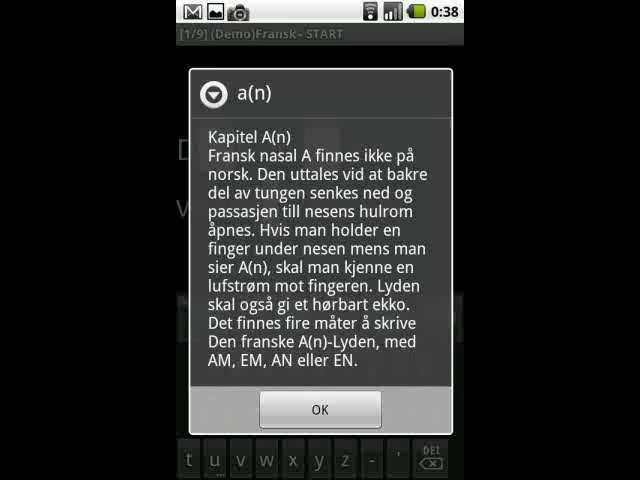 0:38
[1/9] (Demo)Fransk- START
a(n)
Kapitel A(n)
Fransk nasal A finnes ikke på
norsk. Den uttales vid at bakre
del av tungen senkes ned og
passasjen till nesens hulrom
åpnes. Hvis man holder en
finger under nesen mens man
sier A(n), skal man kjenne en
lufstrøm mot fingeren. Lyden
skal også gi et hørbart ekko.
Det finnes fire måter å skrive
Den franske A(n)-Lyden, med
AM, EM, AN eller EN.
OK
t u v w x y z - ' DEL